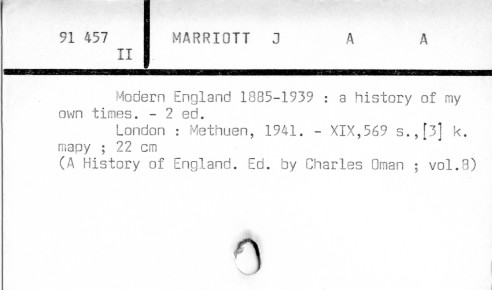 91 457 MARRIOTT J A A
II
Modern England 1885-1939 : a history of my
own times. - 2 ed.
London : Methuen, 1941. - XIX,569 s.,[3] k.
mapy ; 22 cm
(A History of England. Ed. by Charles Oman ; vol.8)